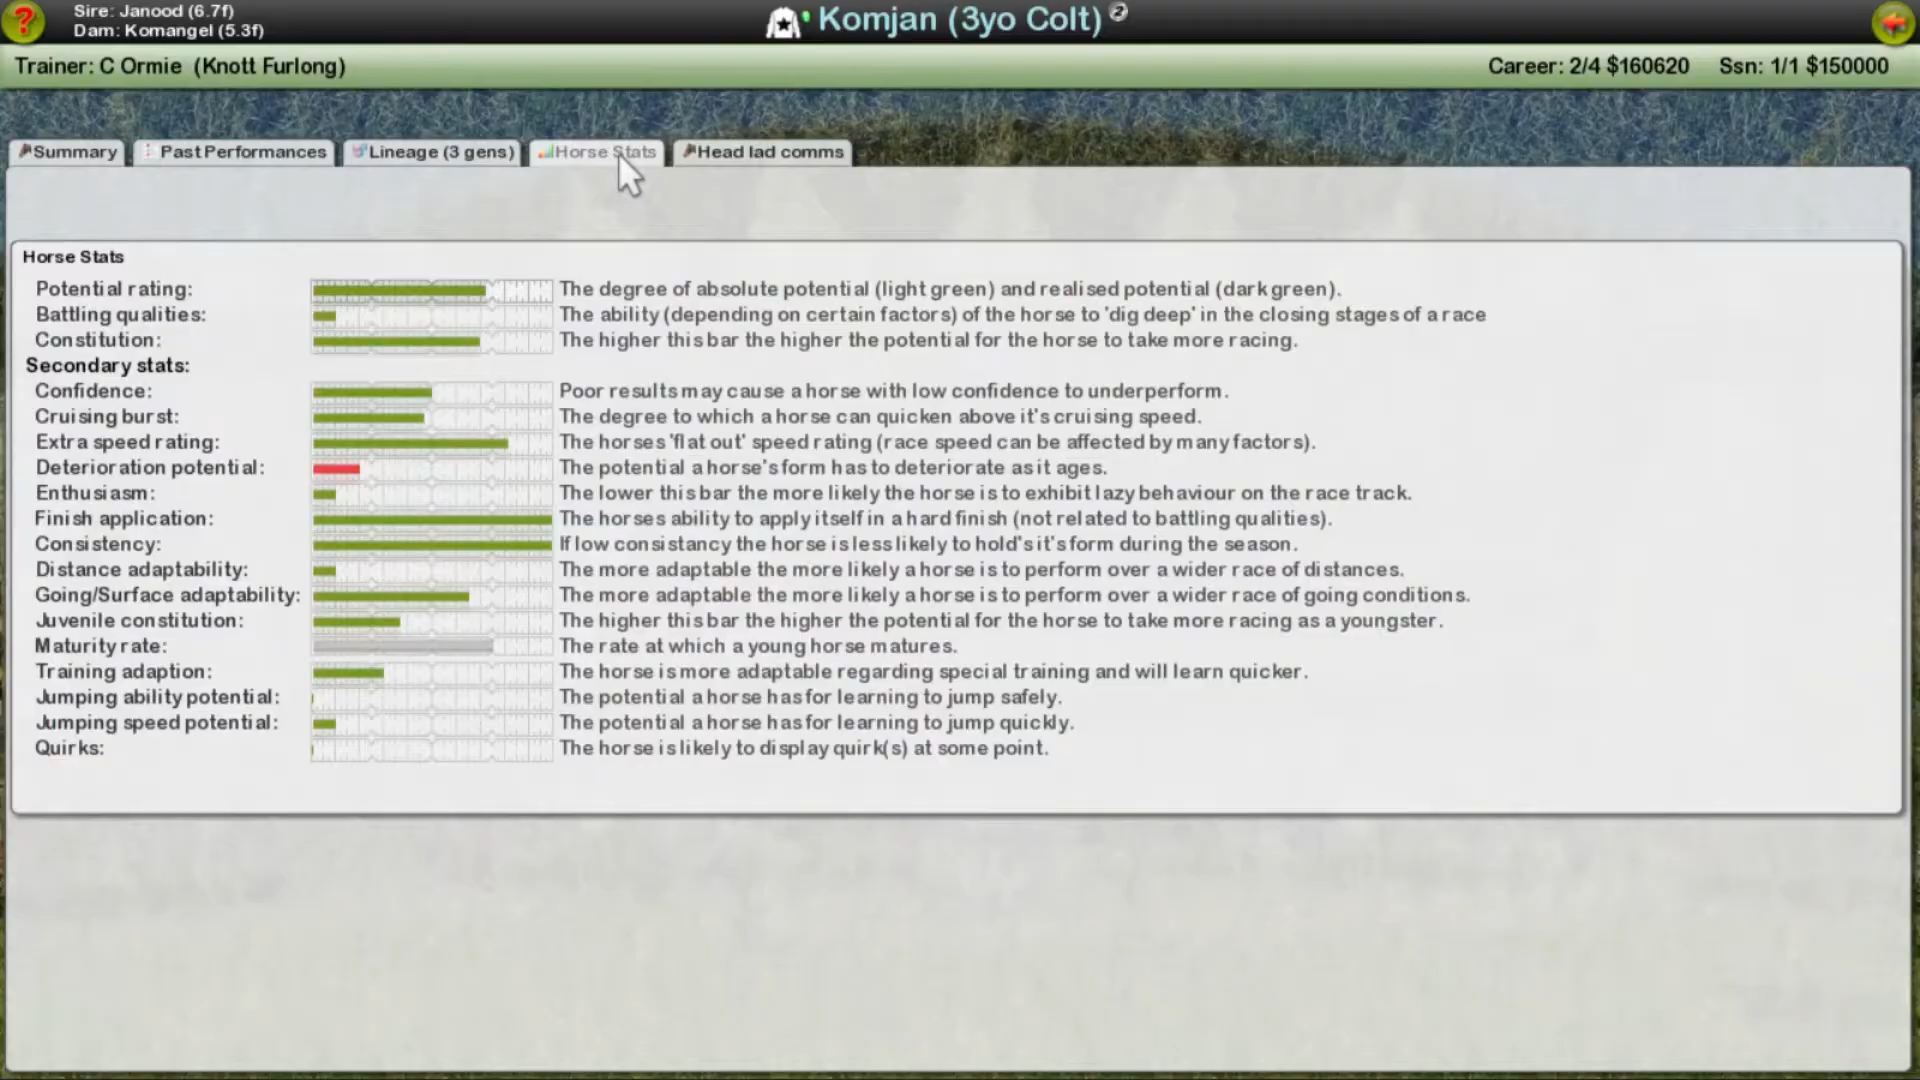 Sire: Janood (6.7f)
Dam: Komangel (5.3f)
Komjan (3yo Colt) 2
Trainer: C Ormie (Knott Furlong)
Career: 2/4 $160620 Ssn: 1/1 $150000
Summary
Past Performances
Lineage (3 gens)
Horse Stats
Head lad comms
Horse Stats
Potential rating: The degree of absolute potential (light green) and realised potential (dark green).
Battling qualities: The ability (depending on certain factors) of the horse to 'dig deep' in the closing stages of a race
Constitution: The higher this bar the higher the potential for the horse to take more racing.
Secondary stats:
Confidence: Poor results may cause a horse with low confidence to underperform.
Cruising burst: The degree to which a horse can quicken above it's cruising speed.
Extra speed rating: The horses 'flat out' speed rating (race speed can be affected by many factors).
Deterioration potential: The potential a horse's form has to deteriorate as it ages.
Enthusiasm: The lower this bar the more likely the horse is to exhibit lazy behaviour on the race track.
Finish application: The horses ability to apply itself in a hard finish (not related to battling qualities).
Consistency: If low consistancy the horse is less likely to hold's it's form during the season.
Distance adaptability: The more adaptable the more likely a horse is to perform over a wider race of distances.
Going/Surface adaptability: The more adaptable the more likely a horse is to perform over a wider race of going conditions.
Juvenile constitution: The higher this bar the higher the potential for the horse to take more racing as a youngster.
Maturity rate: The rate at which a young horse matures.
Training adaption: The horse is more adaptable regarding special training and will learn quicker.
Jumping ability potential: The potential a horse has for learning to jump safely.
Jumping speed potential: The potential a horse has for learning to jump quickly.
Quirks: The horse is likely to display quirk(s) at some point.